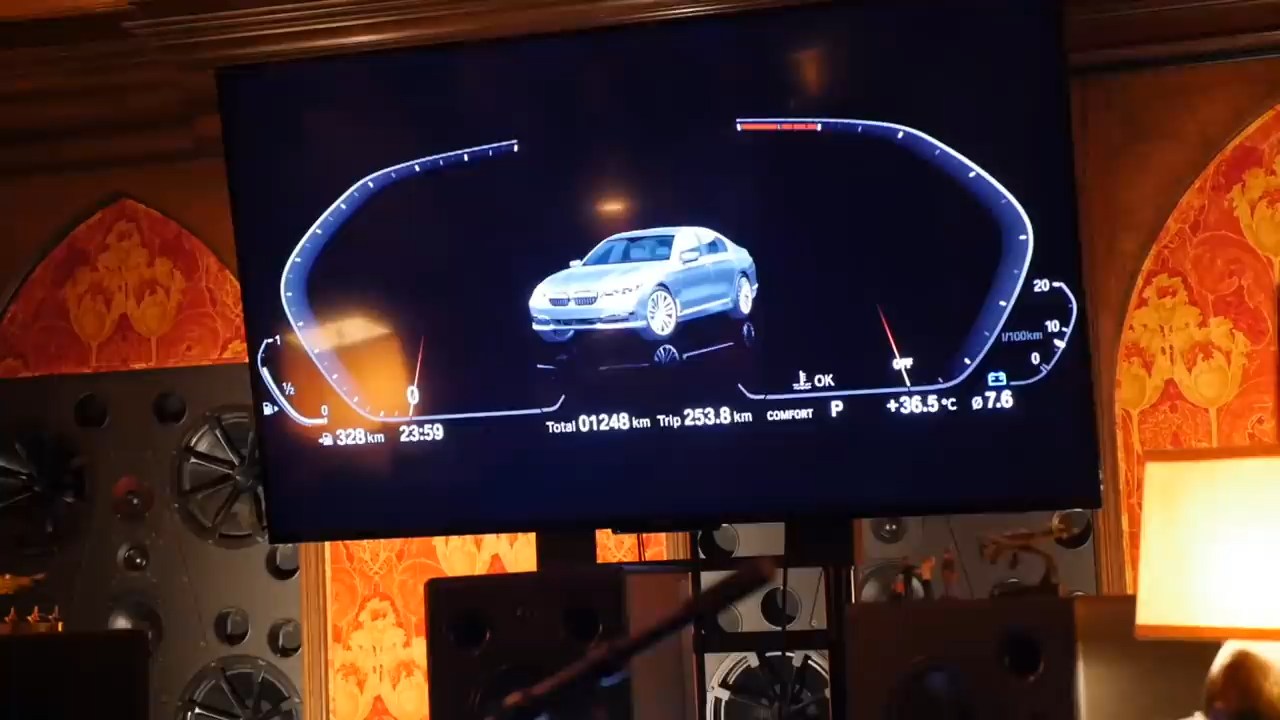 20
10
l/100km
0
1
1/2
0
0
OFF
OK
328 km
23:59
Total 01248 km Trip 253.8 km
COMFORT
P
+36.5 °C
Ø 7.6